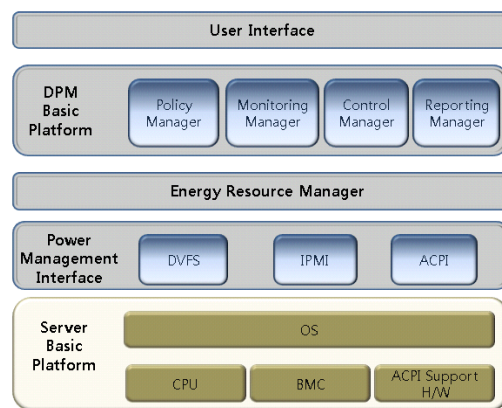 User Interface
DPM
Basic
Platform
Policy
Manager
Monitoring
Manager
Control
Manager
Reporting
Manager
Energy Resource Manager
Power
Management
Interface
DVFS
IPMI
ACPI
Server
Basic
Platform
OS
CPU
BMC
ACPI Support
H/W